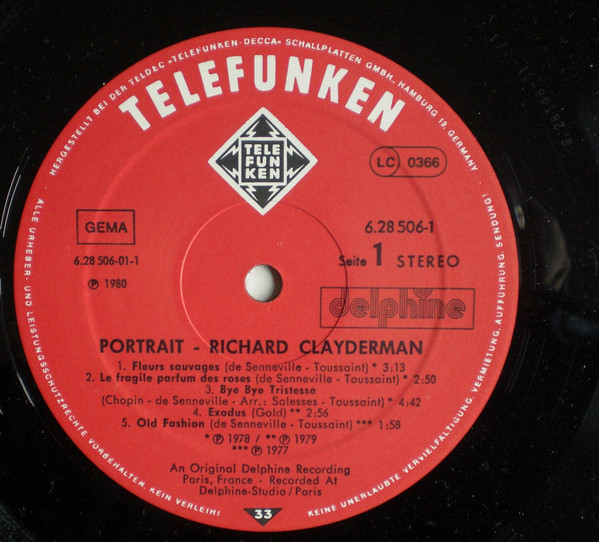 HERGESTELLT BEI DER TELDEC »TELEFUNKEN-DECCA« SCHALLPLATTEN GMBH, HAMBURG 19, GERMANY
TELEFUNKEN
TELE
FUN
KEN
LC 0366
GEMA
6.28 506-1
6.28 506-01-1
Seite 1 STEREO
Ⓟ 1980
delphine
PORTRAIT - RICHARD CLAYDERMAN
1. Fleurs sauvages (de Senneville - Toussaint) * 3:13
2. Le fragile parfum des roses (de Senneville - Toussaint) * 2:50
3. Bye Bye Tristesse
(Chopin - de Senneville - Arr.: Salesses - Toussaint) * 4:42
4. Exodus (Gold) ** 2:56
5. Old Fashion (de Senneville - Toussaint) *** 1:58
* Ⓟ 1978 / ** Ⓟ 1979
*** Ⓟ 1977
An Original Delphine Recording
Paris, France - Recorded At
Delphine-Studio/Paris
33
ALLE URHEBER- UND LEISTUNGSSCHUTZRECHTE VORBEHALTEN. KEIN VERLEIH!
KEINE UNERLAUBTE VERVIELFÄLTIGUNG, VERMIETUNG, AUFFÜHRUNG, SENDUNG!